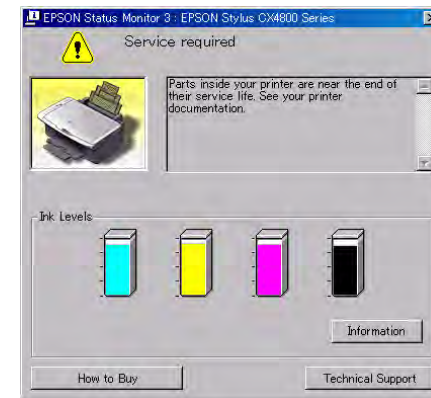 EPSON Status Monitor 3 : EPSON Stylus CX4800 Series
Service required
Parts inside your printer are near the end of
their service life. See your printer
documentation.
Ink Levels
Information
How to Buy
Technical Support